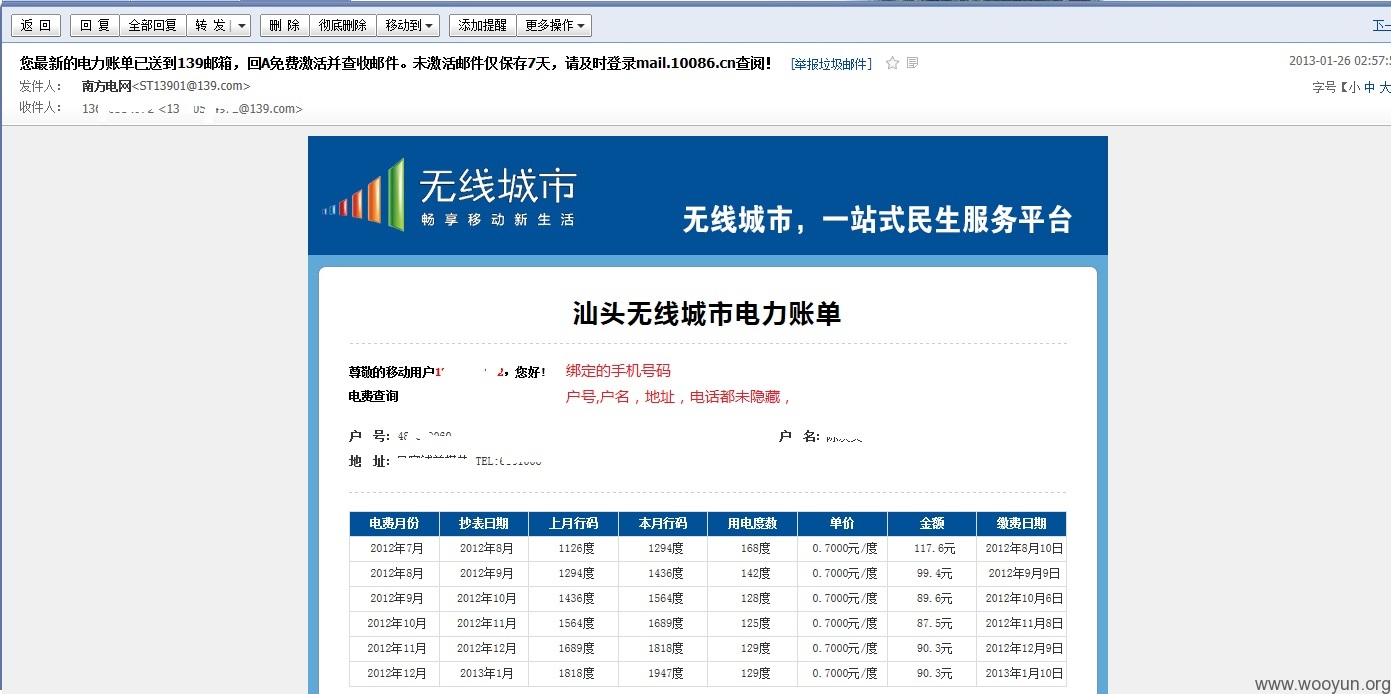 返 回 回 复 全部回复 转 发 删 除 彻底删除 移动到 添加提醒 更多操作 下一
您最新的电力账单已送到139邮箱，回A免费激活并查收邮件。未激活邮件仅保存7天，请及时登录mail.10086.cn查阅！ [举报垃圾邮件] 2013-01-26 02:57:5
发件人： 南方电网<ST13901@139.com> 字号【小 中 大
收件人： @139.com>
无线城市
畅享移动新生活
无线城市，一站式民生服务平台
汕头无线城市电力账单
尊敬的移动用户 2，您好！ 绑定的手机号码
电费查询 户号,户名，地址，电话都未隐藏，
户 号： 户 名：
地 址： TEL:
电费月份 抄表日期 上月行码 本月行码 用电度数 单价 金额 缴费日期
2012年7月 2012年8月 1126度 1294度 168度 0.7000元/度 117.6元 2012年8月10日
2012年8月 2012年9月 1294度 1436度 142度 0.7000元/度 99.4元 2012年9月9日
2012年9月 2012年10月 1436度 1564度 128度 0.7000元/度 89.6元 2012年10月6日
2012年10月 2012年11月 1564度 1689度 125度 0.7000元/度 87.5元 2012年11月8日
2012年11月 2012年12月 1689度 1818度 129度 0.7000元/度 90.3元 2012年12月9日
2012年12月 2013年1月 1818度 1947度 129度 0.7000元/度 90.3元 2013年1月10日
www.wooyun.org